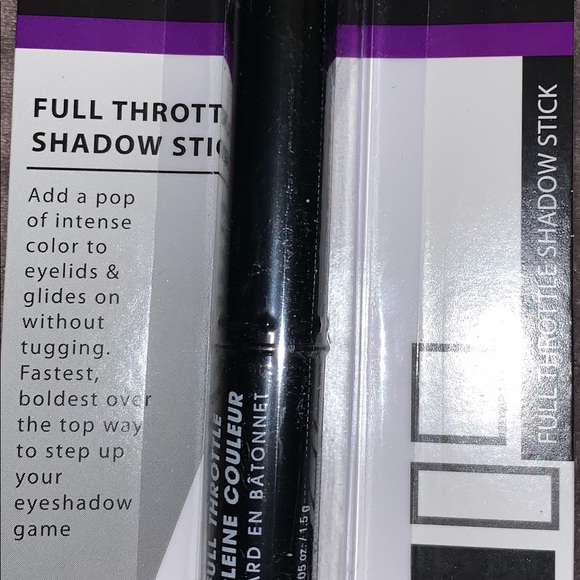 FULL THROTT
SHADOW STIC
Add a pop
of intense
color to
eyelids &
glides on
without
tugging.
Fastest,
boldest over
the top way
to step up
your
eyeshadow
game
ULL THROTTLE
LEINE COULEUR
ARD EN BÂTONNET
.05 oz. / 1.5 g
FULL THROTTLE SHADOW STICK